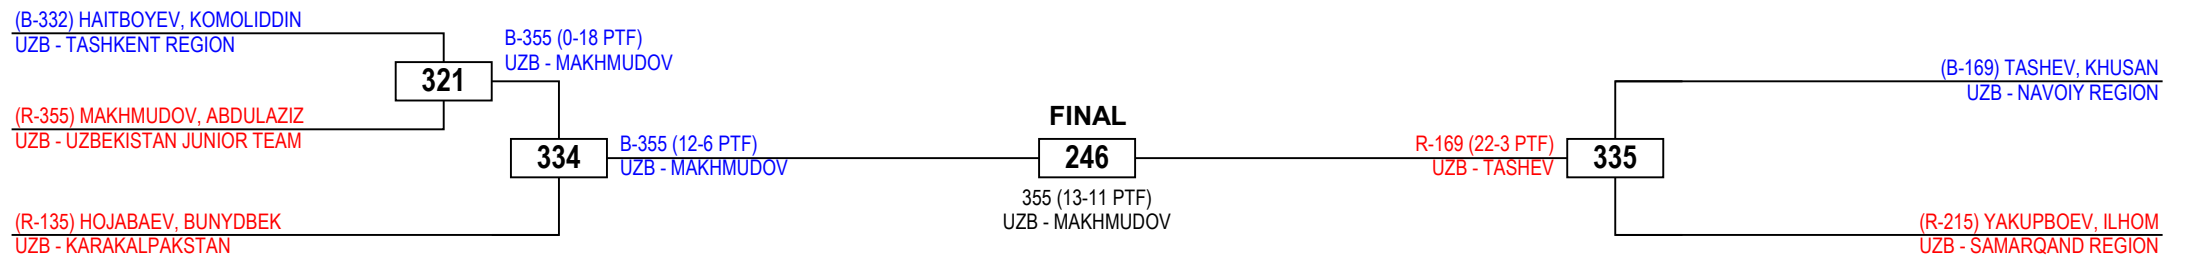 (B-332) HAITBOYEV, KOMOLIDDIN
UZB - TASHKENT REGION
B-355 (0-18 PTF)
UZB - MAKHMUDOV
321
(R-355) MAKHMUDOV, ABDULAZIZ
UZB - UZBEKISTAN JUNIOR TEAM
B-355 (12-6 PTF)
UZB - MAKHMUDOV
334
(R-135) HOJABAEV, BUNYDBEK
UZB - KARAKALPAKSTAN
FINAL
246
355 (13-11 PTF)
UZB - MAKHMUDOV
(B-169) TASHEV, KHUSAN
UZB - NAVOIY REGION
R-169 (22-3 PTF)
UZB - TASHEV
335
(R-215) YAKUPBOEV, ILHOM
UZB - SAMARQAND REGION